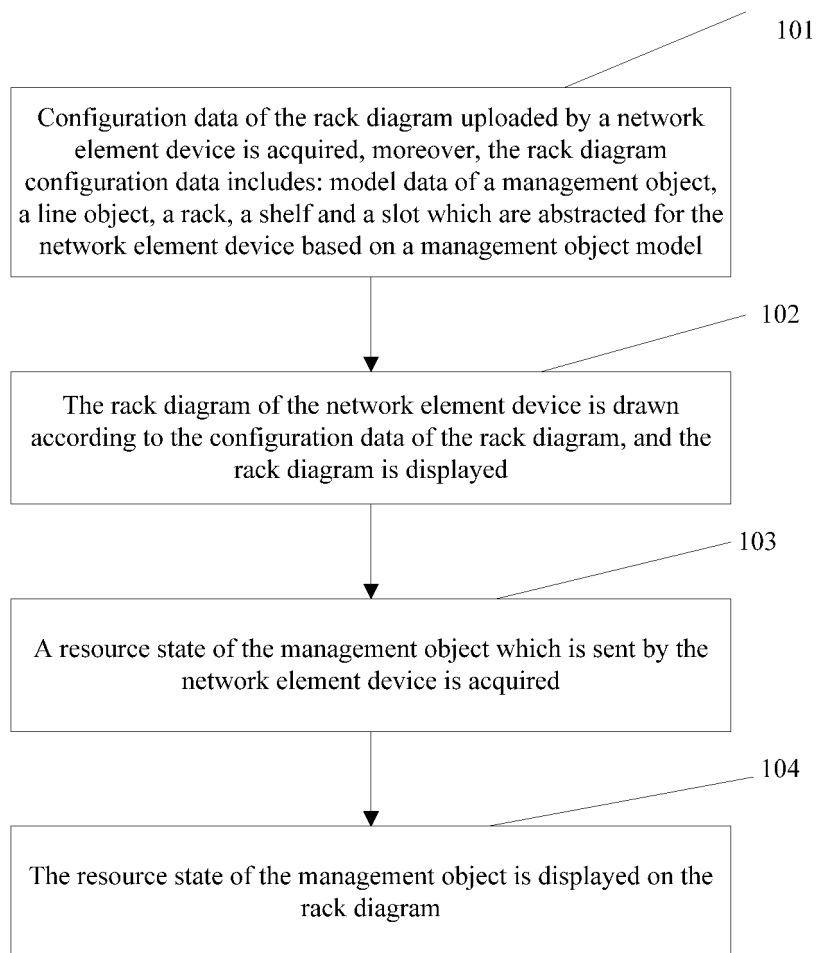 101
Configuration data of the rack diagram uploaded by a network
element device is acquired, moreover, the rack diagram
configuration data includes: model data of a management object,
a line object, a rack, a shelf and a slot which are abstracted for the
network element device based on a management object model
102
The rack diagram of the network element device is drawn
according to the configuration data of the rack diagram, and the
rack diagram is displayed
103
A resource state of the management object which is sent by the
network element device is acquired
104
The resource state of the management object is displayed on the
rack diagram